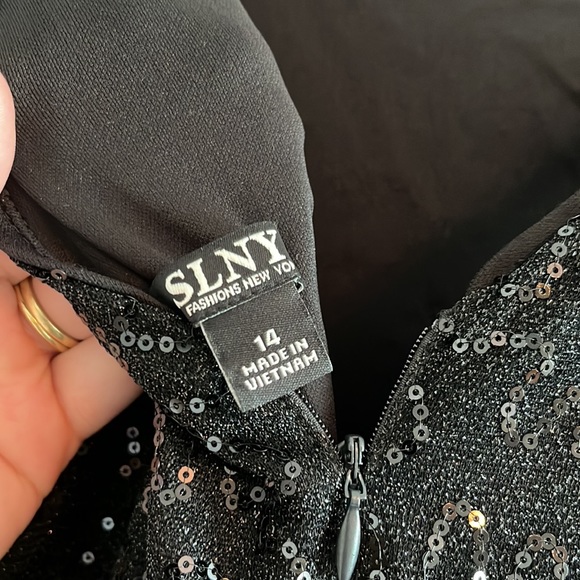 SLNY
FASHIONS NEW
14
MADE IN
VIETNAM